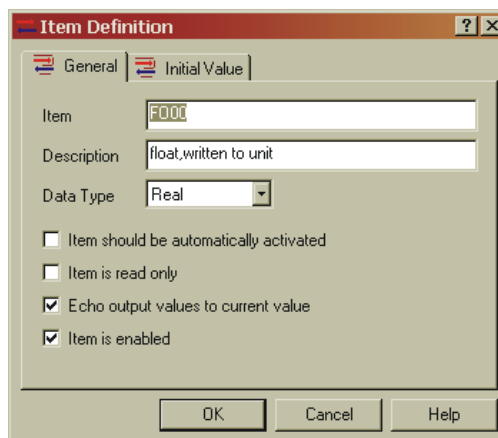 Item Definition
General
Initial Value
Item
F000
Description
float,written to unit
Data Type
Real
Item should be automatically activated
Item is read only
Echo output values to current value
Item is enabled
OK
Cancel
Help